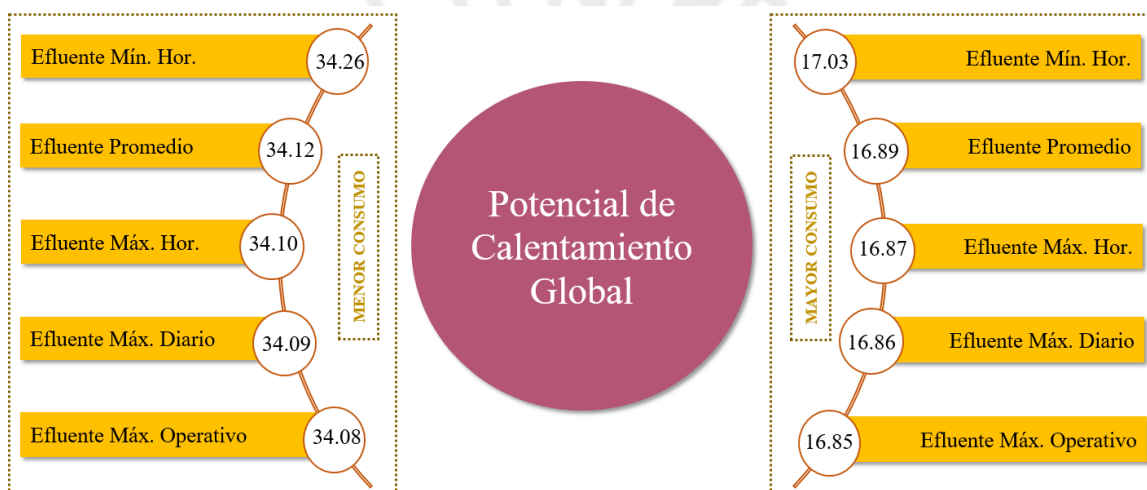 Efluente Mín. Hor.
34.26
Efluente Promedio
34.12
Efluente Máx. Hor.
34.10
Efluente Máx. Diario
34.09
Efluente Máx. Operativo
34.08
MENOR CONSUMO
Potencial de
Calentamiento
Global
MAYOR CONSUMO
17.03
Efluente Mín. Hor.
16.89
Efluente Promedio
16.87
Efluente Máx. Hor.
16.86
Efluente Máx. Diario
16.85
Efluente Máx. Operativo